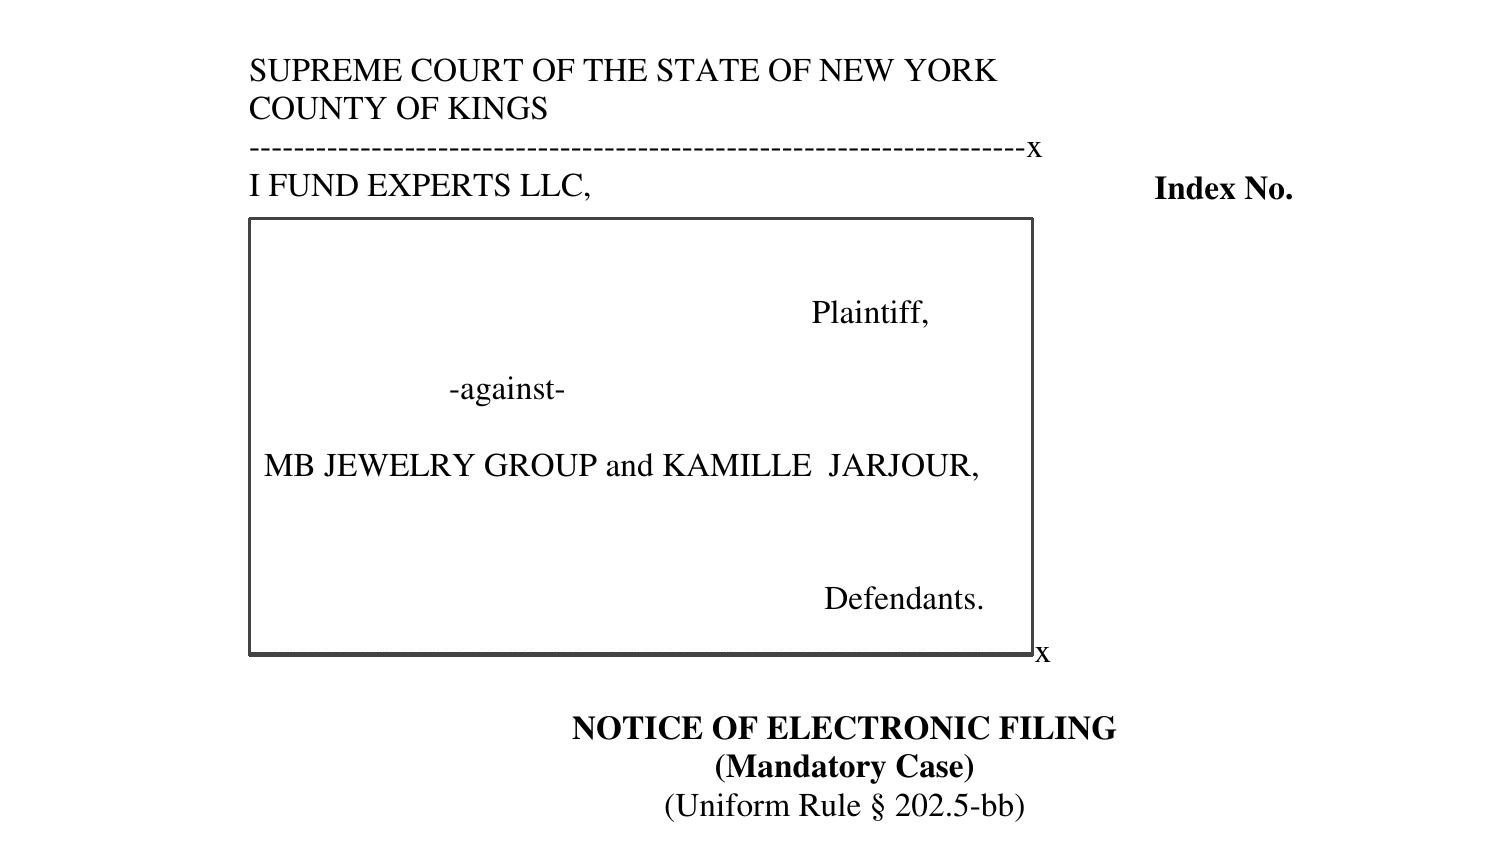 SUPREME COURT OF THE STATE OF NEW YORK
COUNTY OF KINGS
----------------------------------------------------------------------x
I FUND EXPERTS LLC,
Index No.
Plaintiff,
-against-
MB JEWELRY GROUP and KAMILLE  JARJOUR,
Defendants.
x
NOTICE OF ELECTRONIC FILING
(Mandatory Case)
(Uniform Rule § 202.5-bb)